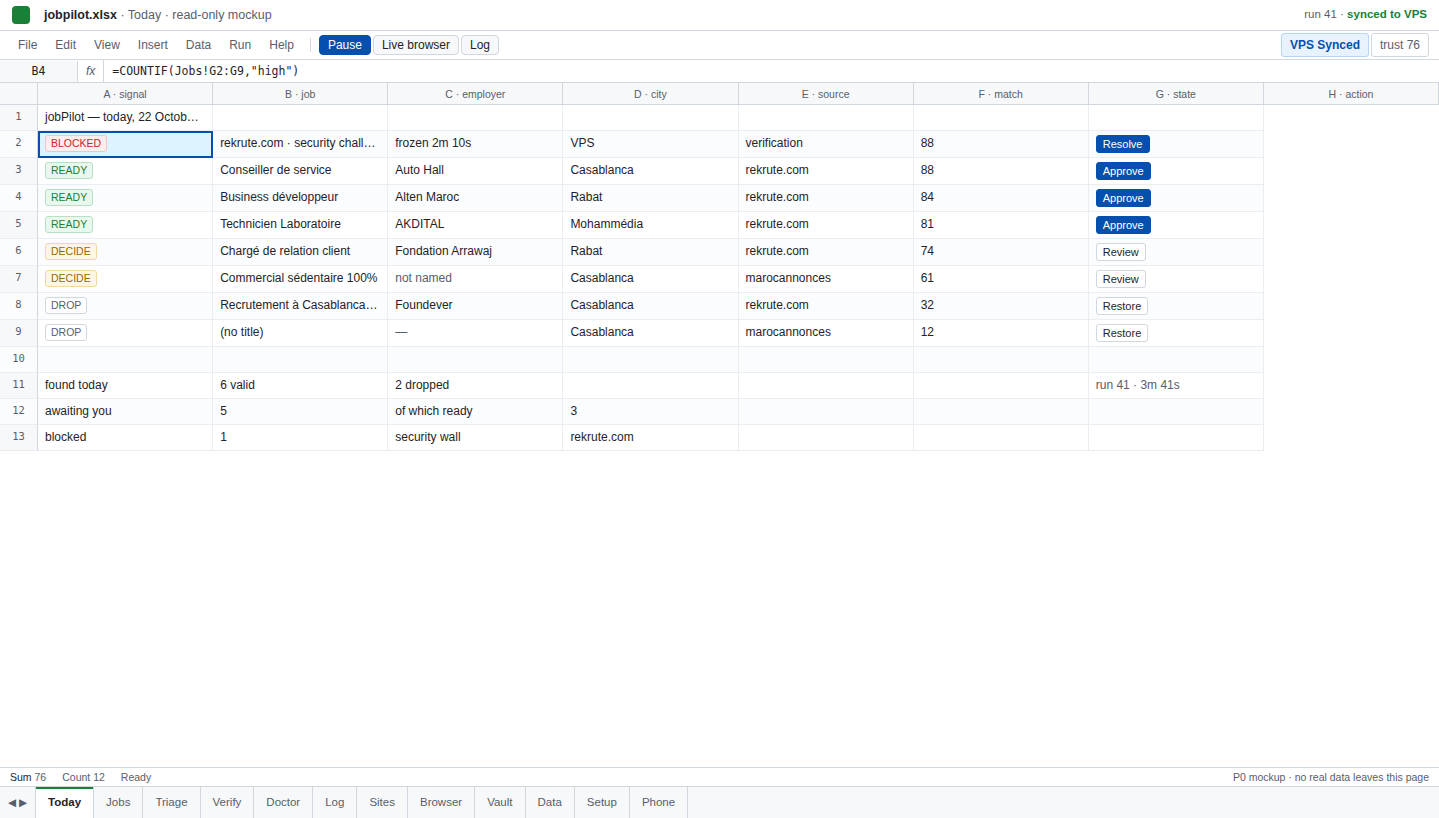 jobpilot.xlsx · Today · read-only mockup run 41 · synced to VPS
File Edit View Insert Data Run Help Pause Live browser Log VPS Synced trust 76
B4 fx =COUNTIF(Jobs!G2:G9,"high")
A · signal B · job C · employer D · city E · source F · match G · state H · action
1 jobPilot — today, 22 Octob…
2 BLOCKED rekrute.com · security chall… frozen 2m 10s VPS verification 88 Resolve
3 READY Conseiller de service Auto Hall Casablanca rekrute.com 88 Approve
4 READY Business développeur Alten Maroc Rabat rekrute.com 84 Approve
5 READY Technicien Laboratoire AKDITAL Mohammédia rekrute.com 81 Approve
6 DECIDE Chargé de relation client Fondation Arrawaj Rabat rekrute.com 74 Review
7 DECIDE Commercial sédentaire 100% not named Casablanca marocannonces 61 Review
8 DROP Recrutement à Casablanca… Foundever Casablanca rekrute.com 32 Restore
9 DROP (no title) — Casablanca marocannonces 12 Restore
10
11 found today 6 valid 2 dropped run 41 · 3m 41s
12 awaiting you 5 of which ready 3
13 blocked 1 security wall rekrute.com
Sum 76 Count 12 Ready P0 mockup · no real data leaves this page
◀ ▶ Today Jobs Triage Verify Doctor Log Sites Browser Vault Data Setup Phone